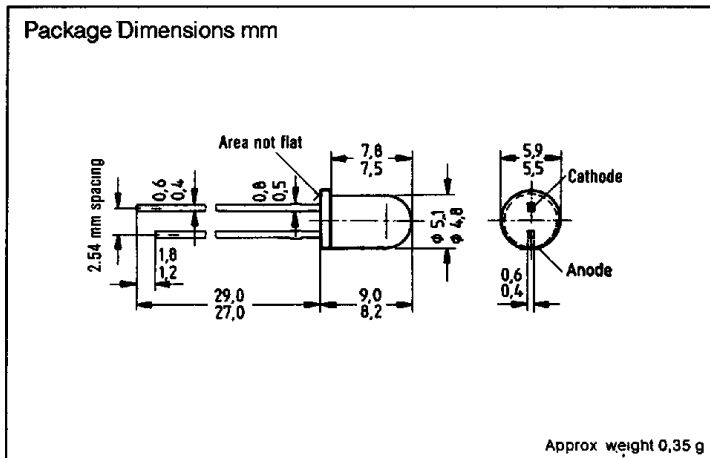 Package Dimensions mm
Area not flat
7,8
7,5
5,9
5,5
Cathode
0,6
0,4
0,8
0,5
2.54 mm spacing
ϕ 5,1
ϕ 4,8
1,8
1,2
Anode
0,6
0,4
29,0
27,0
9,0
8,2
Approx weight 0,35 g